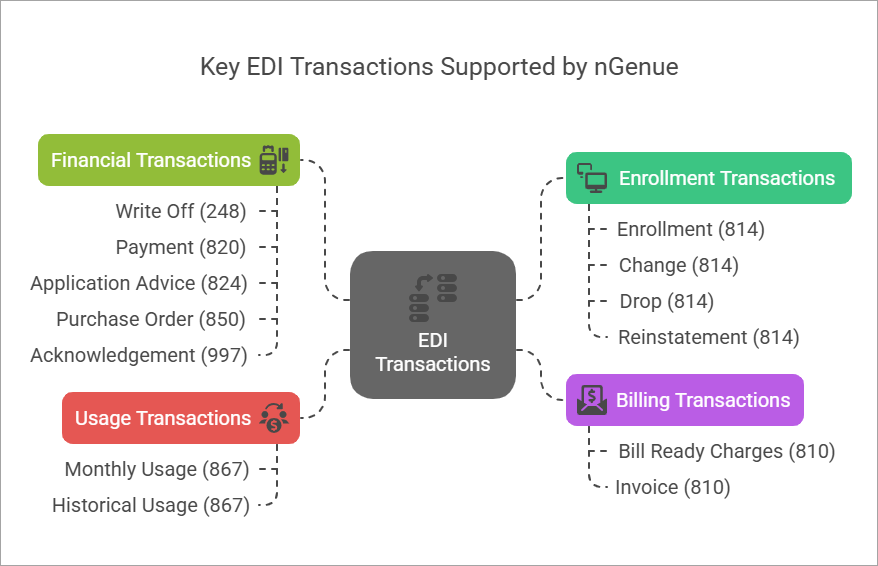 Key EDI Transactions Supported by nGenue
Financial Transactions
Write Off (248)
Payment (820)
Application Advice (824)
Purchase Order (850)
Acknowledgement (997)
Usage Transactions
Monthly Usage (867)
Historical Usage (867)
EDI
Transactions
Enrollment Transactions
Enrollment (814)
Change (814)
Drop (814)
Reinstatement (814)
Billing Transactions
Bill Ready Charges (810)
Invoice (810)